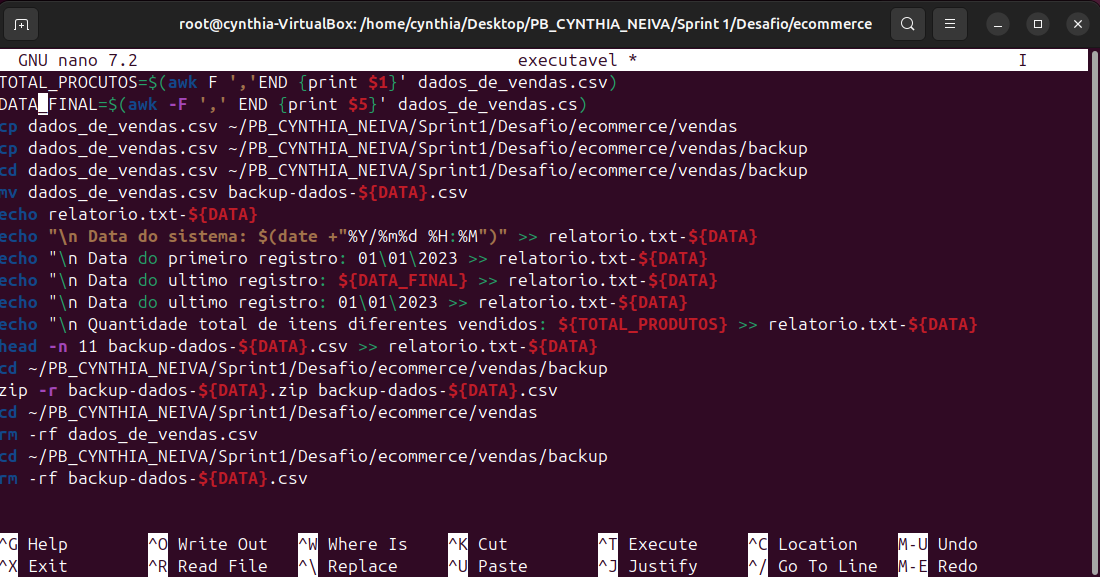 root@cynthia-VirtualBox: /home/cynthia/Desktop/PB_CYNTHIA_NEIVA/Sprint 1/Desafio/ecommerce
GNU nano 7.2 executavel * I
TOTAL_PROCUTOS=$(awk F ','END {print $1}' dados_de_vendas.csv)
DATA_FINAL=$(awk -F ',' END {print $5}' dados_de_vendas.cs)
cp dados_de_vendas.csv ~/PB_CYNTHIA_NEIVA/Sprint1/Desafio/ecommerce/vendas
cp dados_de_vendas.csv ~/PB_CYNTHIA_NEIVA/Sprint1/Desafio/ecommerce/vendas/backup
cd dados_de_vendas.csv ~/PB_CYNTHIA_NEIVA/Sprint1/Desafio/ecommerce/vendas/backup
mv dados_de_vendas.csv backup-dados-${DATA}.csv
echo relatorio.txt-${DATA}
echo "\n Data do sistema: $(date +"%Y/%m%d %H:%M")" >> relatorio.txt-${DATA}
echo "\n Data do primeiro registro: 01\01\2023 >> relatorio.txt-${DATA}
echo "\n Data do ultimo registro: ${DATA_FINAL} >> relatorio.txt-${DATA}
echo "\n Data do ultimo registro: 01\01\2023 >> relatorio.txt-${DATA}
echo "\n Quantidade total de itens diferentes vendidos: ${TOTAL_PRODUTOS} >> relatorio.txt-${DATA}
head -n 11 backup-dados-${DATA}.csv >> relatorio.txt-${DATA}
cd ~/PB_CYNTHIA_NEIVA/Sprint1/Desafio/ecommerce/vendas/backup
zip -r backup-dados-${DATA}.zip backup-dados-${DATA}.csv
cd ~/PB_CYNTHIA_NEIVA/Sprint1/Desafio/ecommerce/vendas
rm -rf dados_de_vendas.csv
cd ~/PB_CYNTHIA_NEIVA/Sprint1/Desafio/ecommerce/vendas/backup
rm -rf backup-dados-${DATA}.csv
^G Help ^O Write Out ^W Where Is ^K Cut ^T Execute ^C Location M-U Undo
^X Exit ^R Read File ^\ Replace ^U Paste ^J Justify ^/ Go To Line M-E Redo